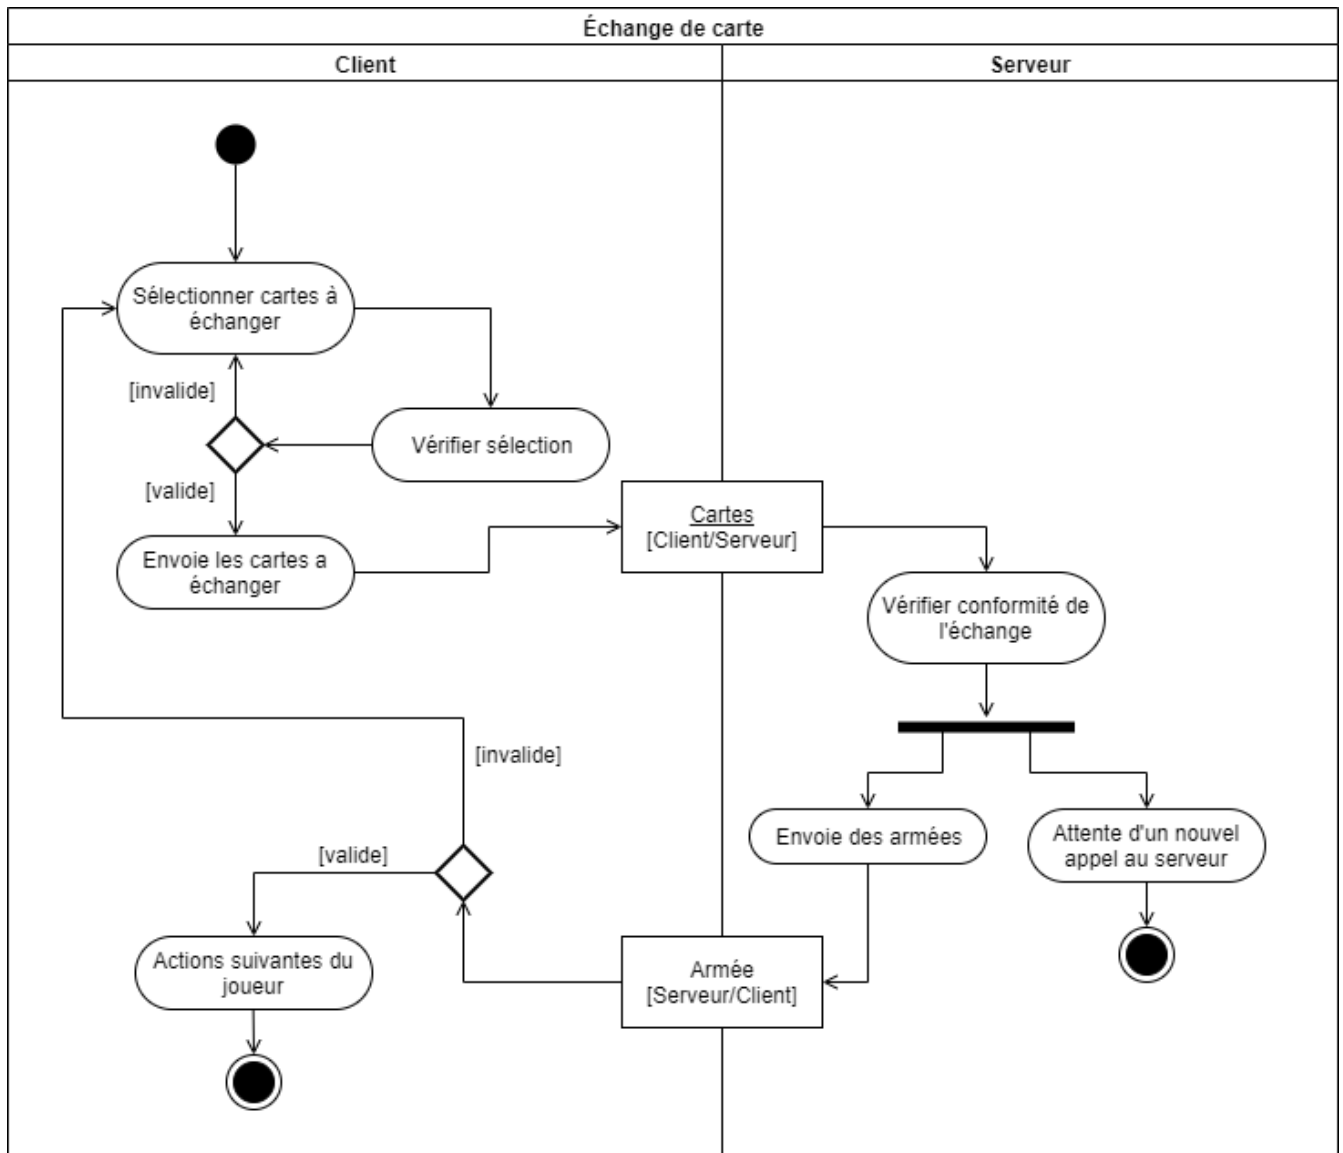 Échange de carte
Client
Serveur
Sélectionner cartes à
échanger
[invalide]
Vérifier sélection
[valide]
Envoie les cartes a
échanger
Cartes
[Client/Serveur]
Vérifier conformité de
l'échange
[invalide]
Envoie des armées
Attente d'un nouvel
appel au serveur
[valide]
Actions suivantes du
joueur
Armée
[Serveur/Client]